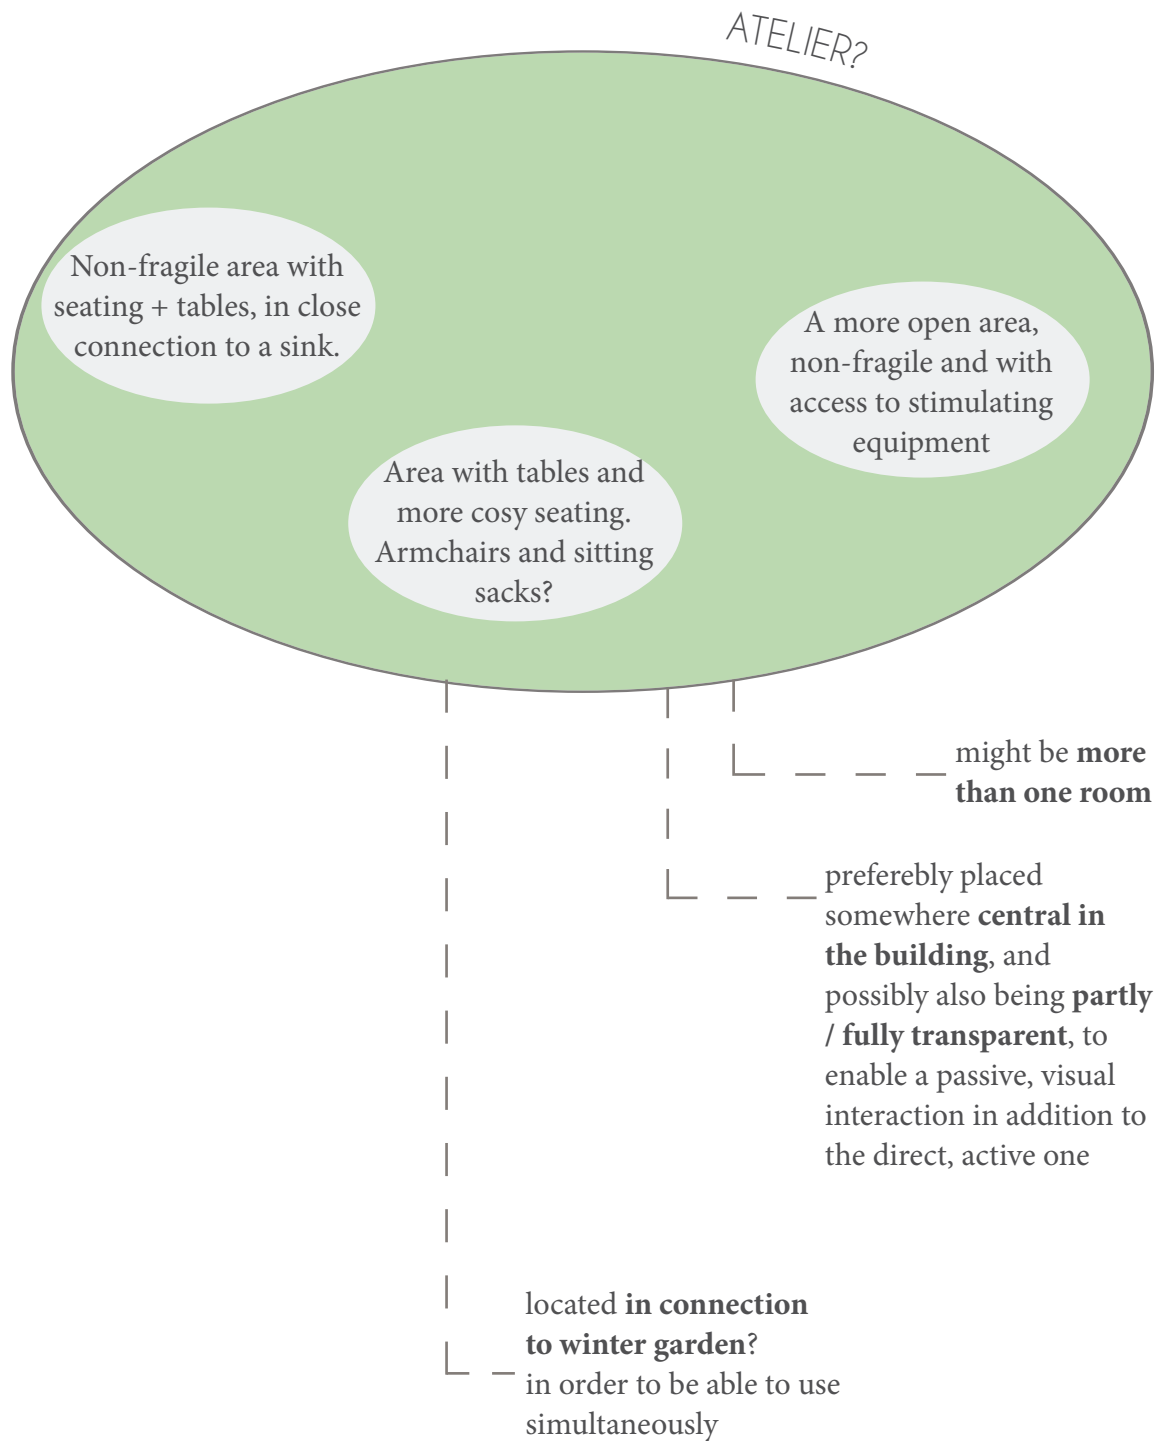 ATELIER?
Non-fragile area with
seating + tables, in close
connection to a sink.
A more open area,
non-fragile and with
access to stimulating
equipment
Area with tables and
more cosy seating.
Armchairs and sitting
sacks?
might be more
than one room
preferebly placed
somewhere central in
the building, and
possibly also being partly
/ fully transparent, to
enable a passive, visual
interaction in addition to
the direct, active one
located in connection
to winter garden?
in order to be able to use
simultaneously